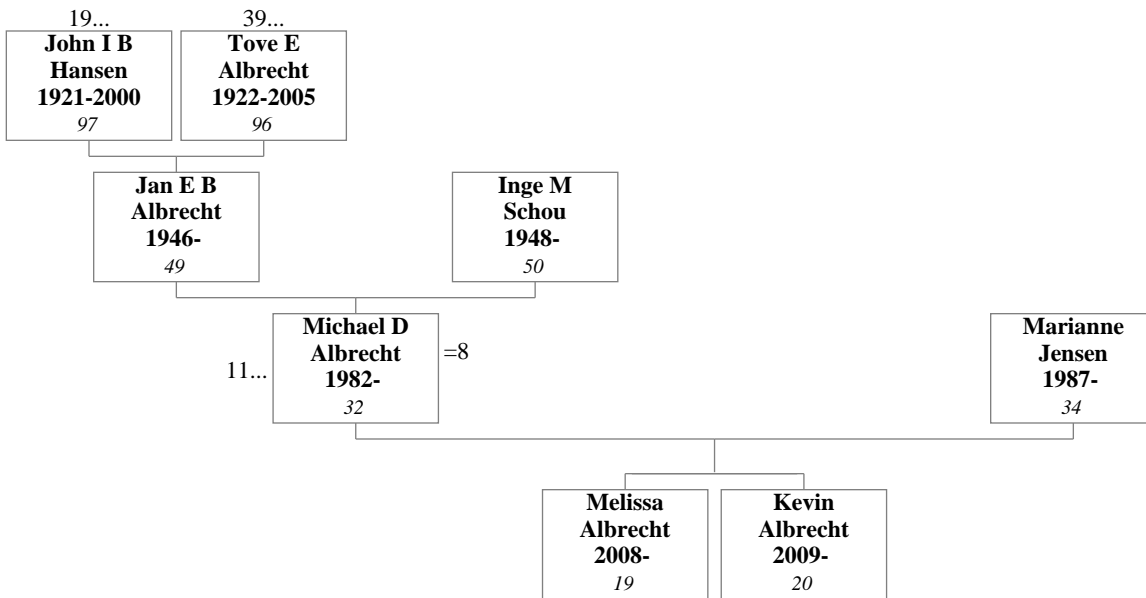 19...
39...
John I B
Hansen
1921-2000
97
Tove E
Albrecht
1922-2005
96
Jan E B
Albrecht
1946-
49
Inge M
Schou
1948-
50
11...
Michael D
Albrecht
1982-
32
=8
Marianne
Jensen
1987-
34
Melissa
Albrecht
2008-
19
Kevin
Albrecht
2009-
20